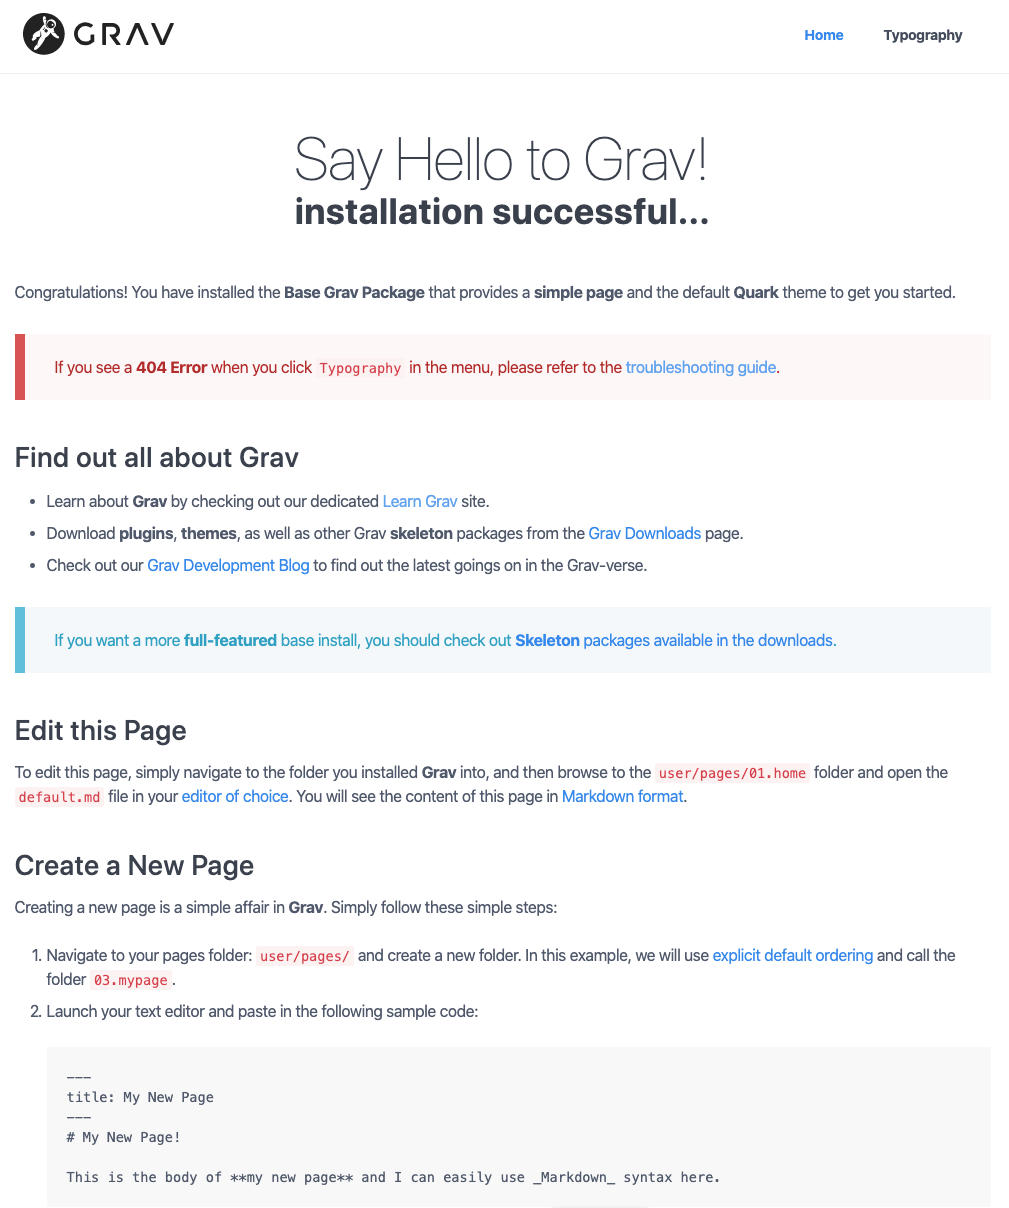 GRAV
Home Typography
Say Hello to Grav!
installation successful...
Congratulations! You have installed the Base Grav Package that provides a simple page and the default Quark theme to get you started.
If you see a 404 Error when you click Typography in the menu, please refer to the troubleshooting guide.
Find out all about Grav
• Learn about Grav by checking out our dedicated Learn Grav site.
• Download plugins, themes, as well as other Grav skeleton packages from the Grav Downloads page.
• Check out our Grav Development Blog to find out the latest goings on in the Grav-verse.
If you want a more full-featured base install, you should check out Skeleton packages available in the downloads.
Edit this Page
To edit this page, simply navigate to the folder you installed Grav into, and then browse to the user/pages/01.home folder and open the
default.md file in your editor of choice. You will see the content of this page in Markdown format.
Create a New Page
Creating a new page is a simple affair in Grav. Simply follow these simple steps:
1. Navigate to your pages folder: user/pages/ and create a new folder. In this example, we will use explicit default ordering and call the
folder 03.mypage.
2. Launch your text editor and paste in the following sample code:
---
title: My New Page
---
# My New Page!
This is the body of **my new page** and I can easily use _Markdown_ syntax here.